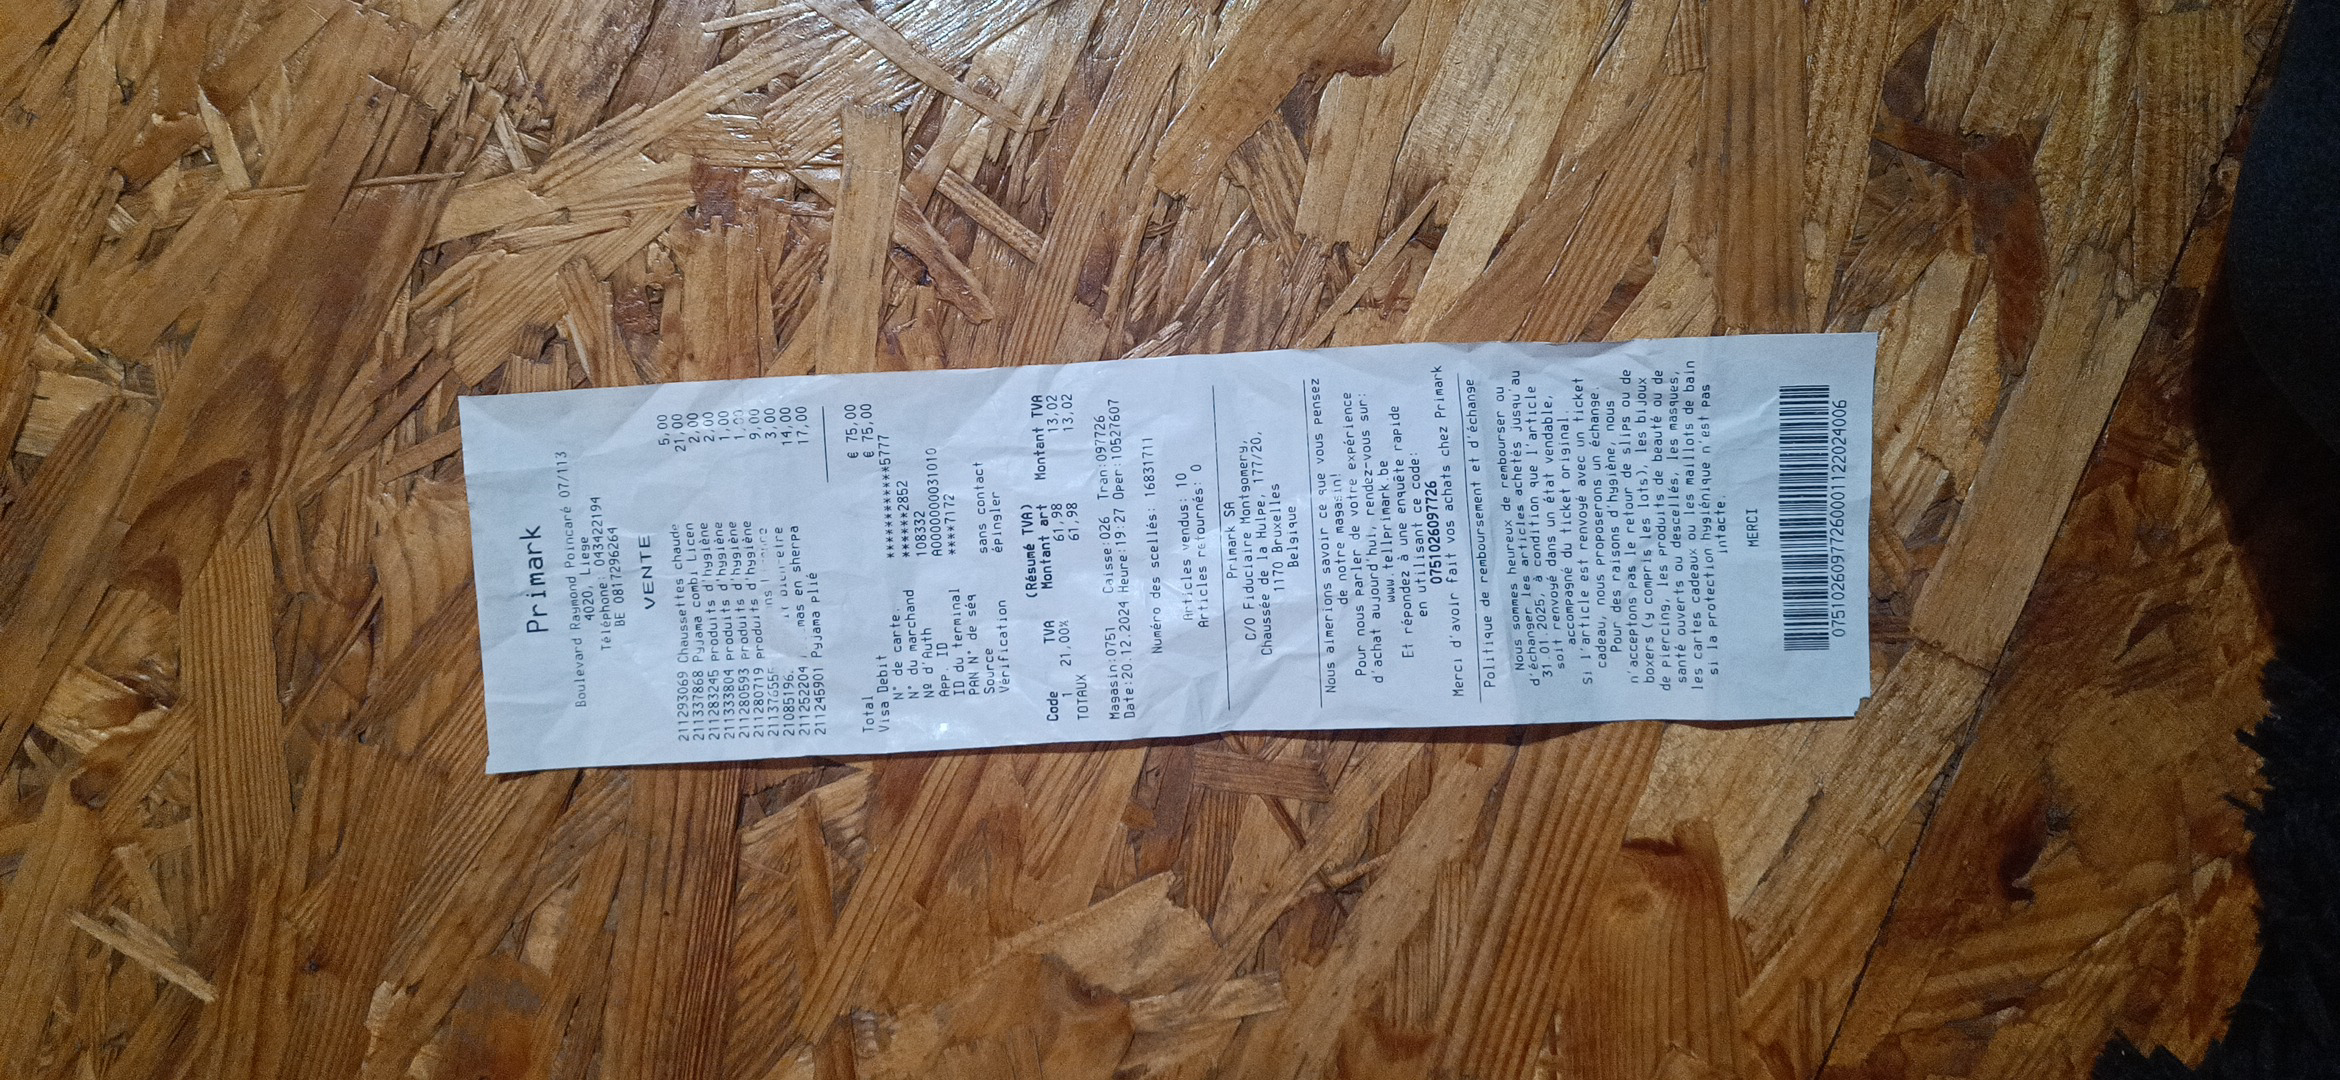 Primark
Boulevard Raymond Poincaré 07/113
4020, Liege
Téléphone: 043422194
BE 0817296264
VENTE
211293069 Chaussettes chaude 5,00
211337868 Pyjama combi Licen 21,00
211283245 Produits d'hygiène 2,00
211333804 Produits d'hygiène 2,00
211280593 Produits d'hygiène 1,00
211280719 Produits d'hygiène 1,00
9,00
3,00
211252204 mas en sherpa 14,00
211245901 Pyjama plié 17,00
Total € 75,00
Visa Debit € 75,00
N° de carte. ************5777
N° du marchand ******2852
Nº d'Auth 108332
App. ID A0000000031010
ID du terminal ****7172
PAN N° de séq
Source sans contact
Vérification épinsler
(Résumé TVA)
Code TVA Montant art Montant TVA
1 21,00% 61,98 13,02
TOTAUX 61,98 13,02
Magasin:0751 Caisse:026 Tran:097726
Date:20.12.2024 Heure:19:27 Oper:10527607
Numéro des scellés: 16831711
Articles vendus: 10
Articles retournés: 0
Primark SA
C/O Fiduciaire Montgomery,
Chaussée de la Hulpe, 177/20,
1170 Bruxelles
Belgique,
Nous aimerions savoir ce que vous pensez
de notre magasin!
Pour nous parler de votre expérience
d'achat aujourd'hui, rendez-vous sur:
www.tellprimark.be
Et répondez à une enquête rapide
en utilisant ce code:
0751026097726
Merci d'avoir fait vos achats chez Primark
Politique de remboursement et d'échange
Nous sommes heureux de rembourser ou
d'échanger les articles achetés jusqu'au
31.01.2025, à condition que l'article
soit renvoyé dans un état vendable,
accompagné du ticket original.
Si l'article est renvoyé avec un ticket
cadeau, nous proposerons un échange.
Pour des raisons d'hygiène, nous
n'acceptons pas le retour de slips ou de
boxers (y compris les lots), les bijoux
de piercing, les produits de beauté ou de
santé ouverts ou descellés, les masques,
les cartes cadeaux ou les maillots de bain
si la protection hygiénique n'est pas
intacte.
MERCI
07510260977260001122024006